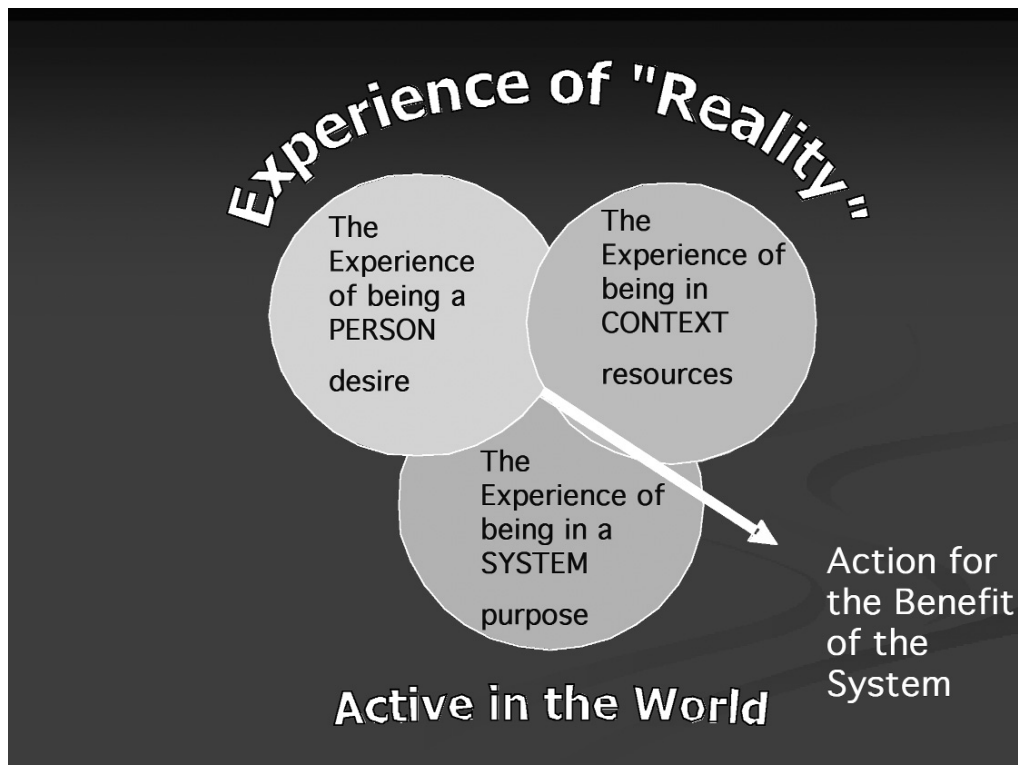 Experience of "Reality"
The
Experience
of being a
PERSON
desire
The
Experience of
being in
CONTEXT
resources
The
Experience of
being in a
SYSTEM
purpose
Action for
the Benefit
of the
System
Active in the World